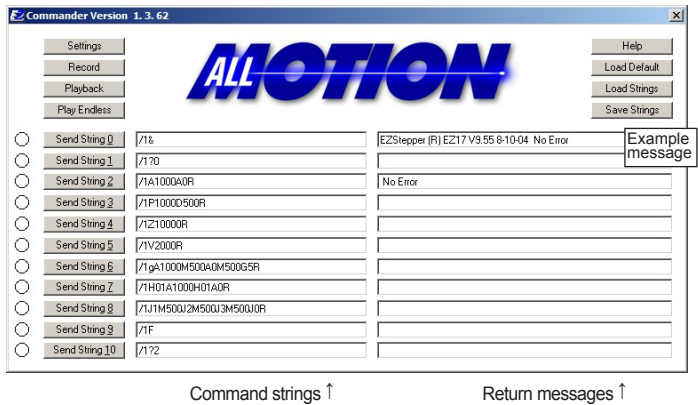 EZ Commander Version 1. 3. 62
Settings
Record
Playback
Play Endless
ALL MOTION
Help
Load Default
Load Strings
Save Strings
Send String 0 /1& EZStepper (R) EZ17 V9.55 8-10-04 No Error
Example message
Send String 1 /1?0
Send String 2 /1A1000A0R No Error
Send String 3 /1P1000D500R
Send String 4 /1Z10000R
Send String 5 /1V2000R
Send String 6 /1gA1000M500A0M500G5R
Send String 7 /1H01A1000H01A0R
Send String 8 /1J1M500J2M500J3M500J0R
Send String 9 /1F
Send String 10 /1?2
Command strings ↑ Return messages ↑